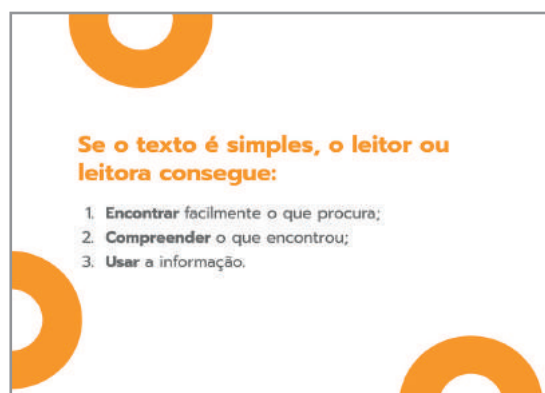 Se o texto é simples, o leitor ou
leitora consegue:
1. Encontrar facilmente o que procura;
2. Compreender o que encontrou;
3. Usar a informação.